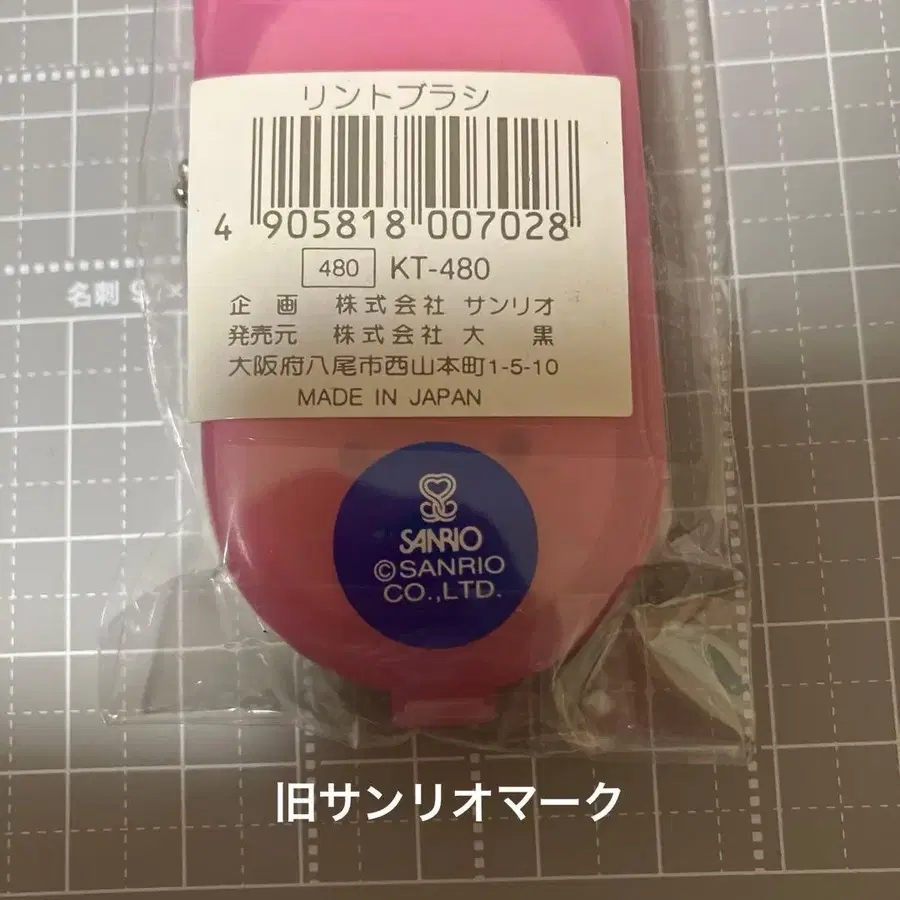 リントブラシ
4 905818 007028
480 KT-480
企 画 株式会社 サンリオ
発売元 株式会社 大 黒
大阪府八尾市西山本町1-5-10
MADE IN JAPAN
名刺
SANRIO
©SANRIO
CO.,LTD.
旧サンリオマーク